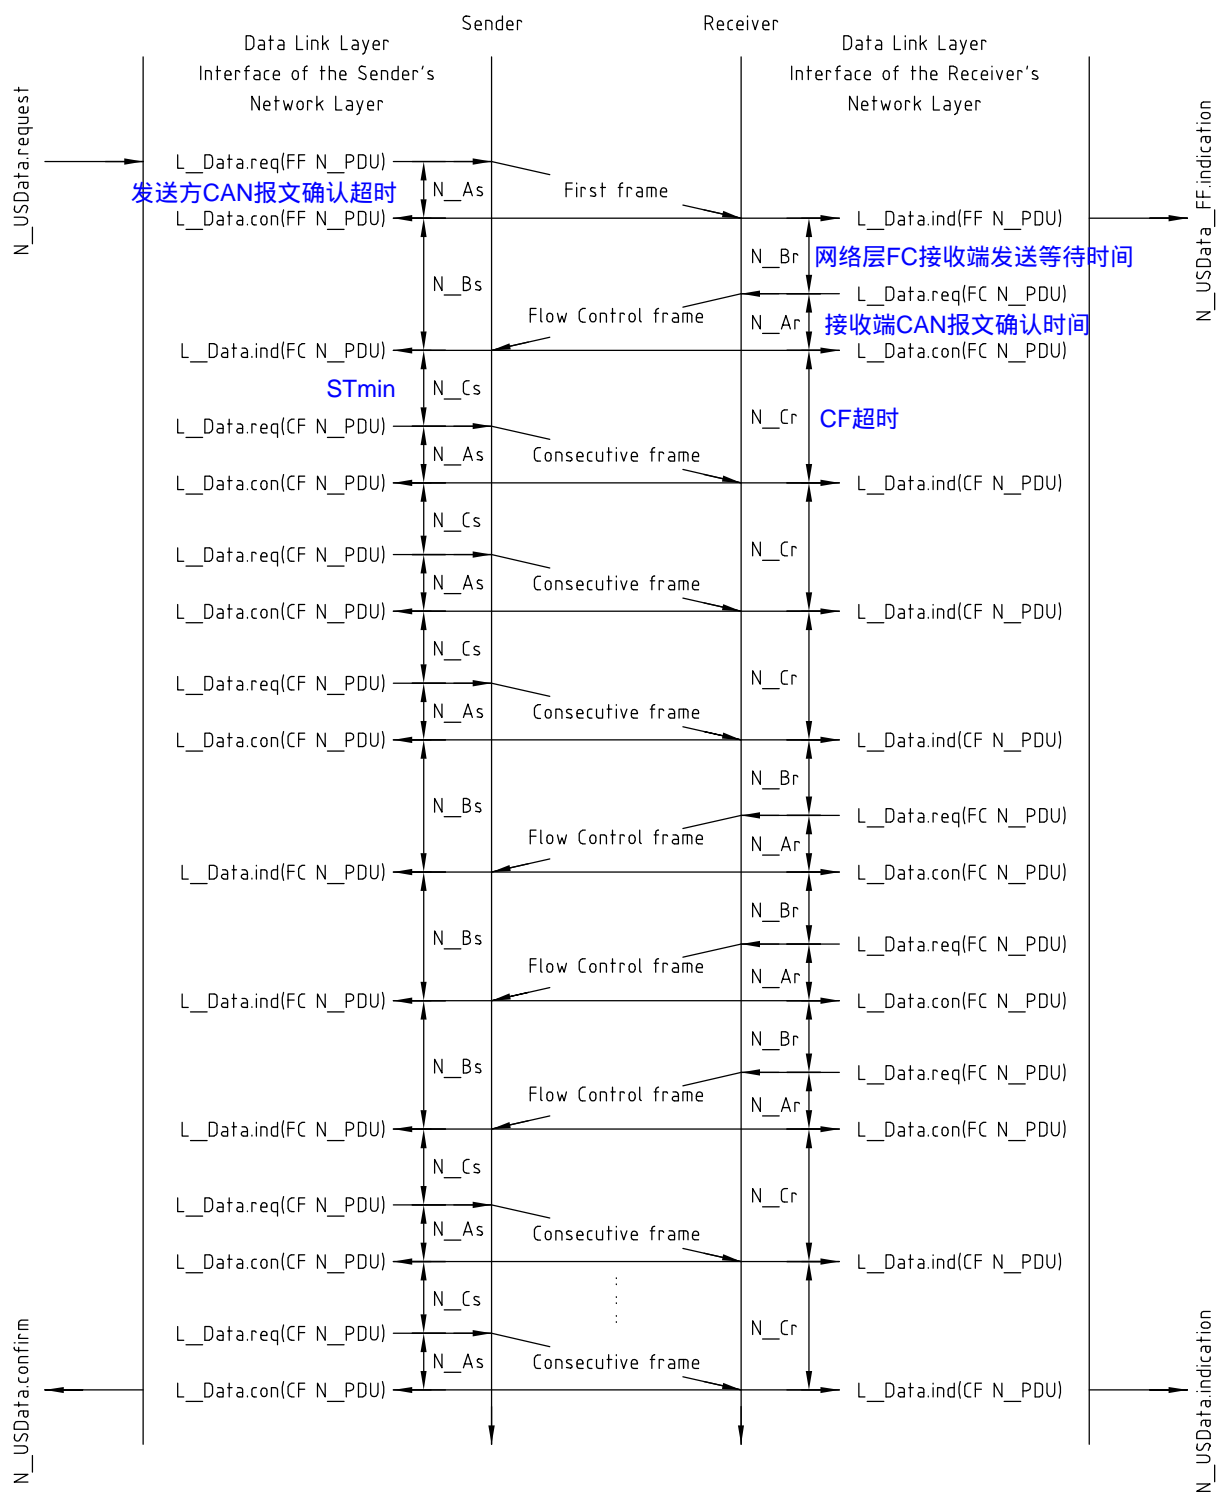 Sender
Receiver
Data Link Layer
Interface of the Sender's
Network Layer
Data Link Layer
Interface of the Receiver's
Network Layer
N_USData.request
N_USData_FF.indication
L_Data.req(FF N_PDU)
N_As
First frame
发送方CAN报文确认超时
L_Data.con(FF N_PDU)
L_Data.ind(FF N_PDU)
N_Bs
N_Br
网络层FC接收端发送等待时间
L_Data.req(FC N_PDU)
Flow Control frame
N_Ar
接收端CAN报文确认时间
L_Data.ind(FC N_PDU)
L_Data.con(FC N_PDU)
STmin
N_Cs
N_Cr
CF超时
L_Data.req(CF N_PDU)
N_As
Consecutive frame
L_Data.con(CF N_PDU)
L_Data.ind(CF N_PDU)
N_Cs
N_Cr
L_Data.req(CF N_PDU)
N_As
Consecutive frame
L_Data.con(CF N_PDU)
L_Data.ind(CF N_PDU)
N_Cs
N_Cr
L_Data.req(CF N_PDU)
N_As
Consecutive frame
L_Data.con(CF N_PDU)
L_Data.ind(CF N_PDU)
N_Bs
N_Br
L_Data.req(FC N_PDU)
Flow Control frame
N_Ar
L_Data.ind(FC N_PDU)
L_Data.con(FC N_PDU)
N_Bs
N_Br
L_Data.req(FC N_PDU)
Flow Control frame
N_Ar
L_Data.ind(FC N_PDU)
L_Data.con(FC N_PDU)
N_Bs
N_Br
L_Data.req(FC N_PDU)
Flow Control frame
N_Ar
L_Data.ind(FC N_PDU)
L_Data.con(FC N_PDU)
N_Cs
N_Cr
L_Data.req(CF N_PDU)
N_As
Consecutive frame
L_Data.con(CF N_PDU)
L_Data.ind(CF N_PDU)
N_Cs
N_Cr
L_Data.req(CF N_PDU)
N_As
Consecutive frame
L_Data.con(CF N_PDU)
L_Data.ind(CF N_PDU)
N_USData.confirm
N_USData.indication